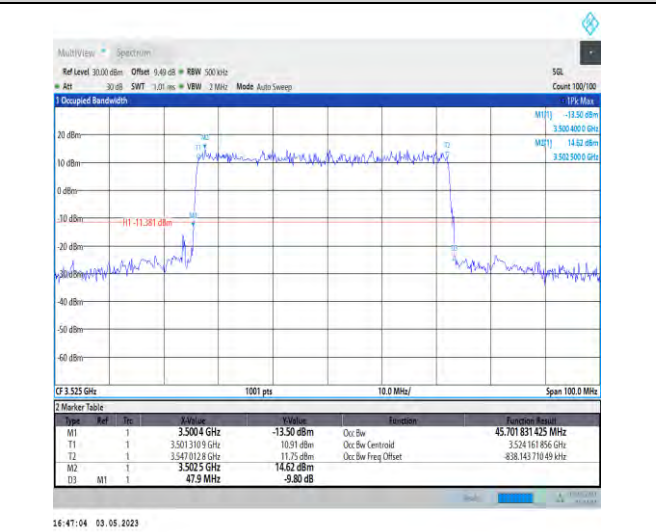 MultiView Spectrum
Ref Level 30.00 dBm Offset 9.49 dB RBW 500 kHz SGL
Att 30 dB SWT 1.01 ms VBW 2 MHz Mode Auto Sweep Count 100/100
1 Occupied Bandwidth 1Pk Max
M1[1] -13.50 dBm
3.500 400 0 GHz
M2[1] 14.62 dBm
3.502 500 0 GHz
20 dBm
M2
T1
T2
10 dBm
0 dBm
-10 dBm
H1 -11.381 dBm
M1
-20 dBm
D3
-30 dBm
-40 dBm
-50 dBm
-60 dBm
CF 3.525 GHz 1001 pts 10.0 MHz/ Span 100.0 MHz
2 Marker Table
Type Ref Trc X-Value Y-Value Function Function Result
M1 1 3.5004 GHz -13.50 dBm Occ Bw 45.701 831 425 MHz
T1 1 3.501 310 9 GHz 10.91 dBm Occ Bw Centroid 3.524 161 856 GHz
T2 1 3.547 012 8 GHz 11.75 dBm Occ Bw Freq Offset -838.143 710 49 kHz
M2 1 3.5025 GHz 14.62 dBm
D3 M1 1 47.9 MHz -9.80 dB
16:47:04 03.05.2023